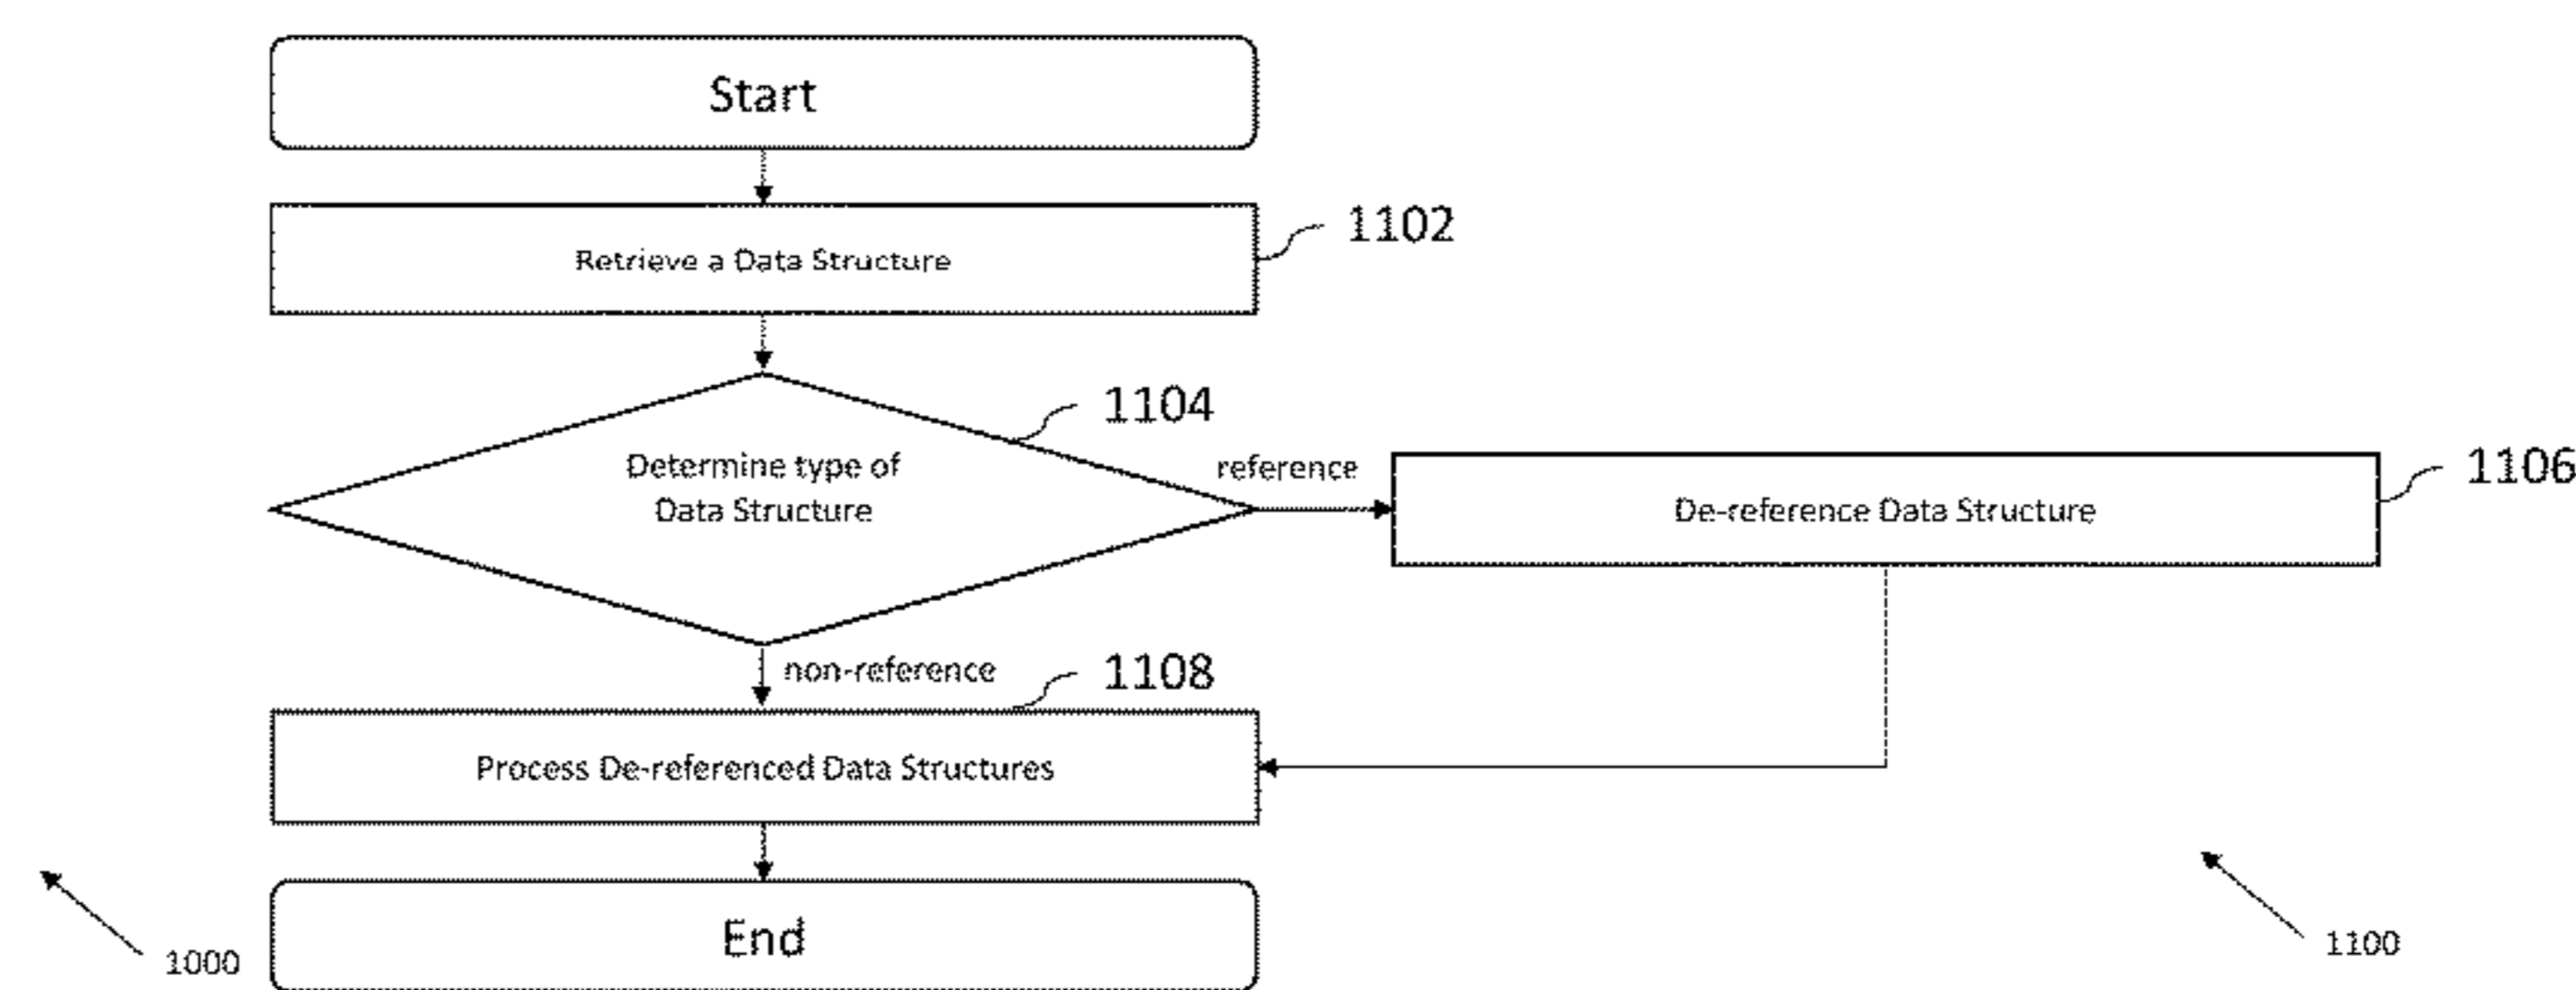 Start
Retrieve a Data Structure
1102
Determine type of
Data Structure
1104
reference
De-reference Data Structure
1106
non-reference
1108
Process De-referenced Data Structures
End
1000
1100